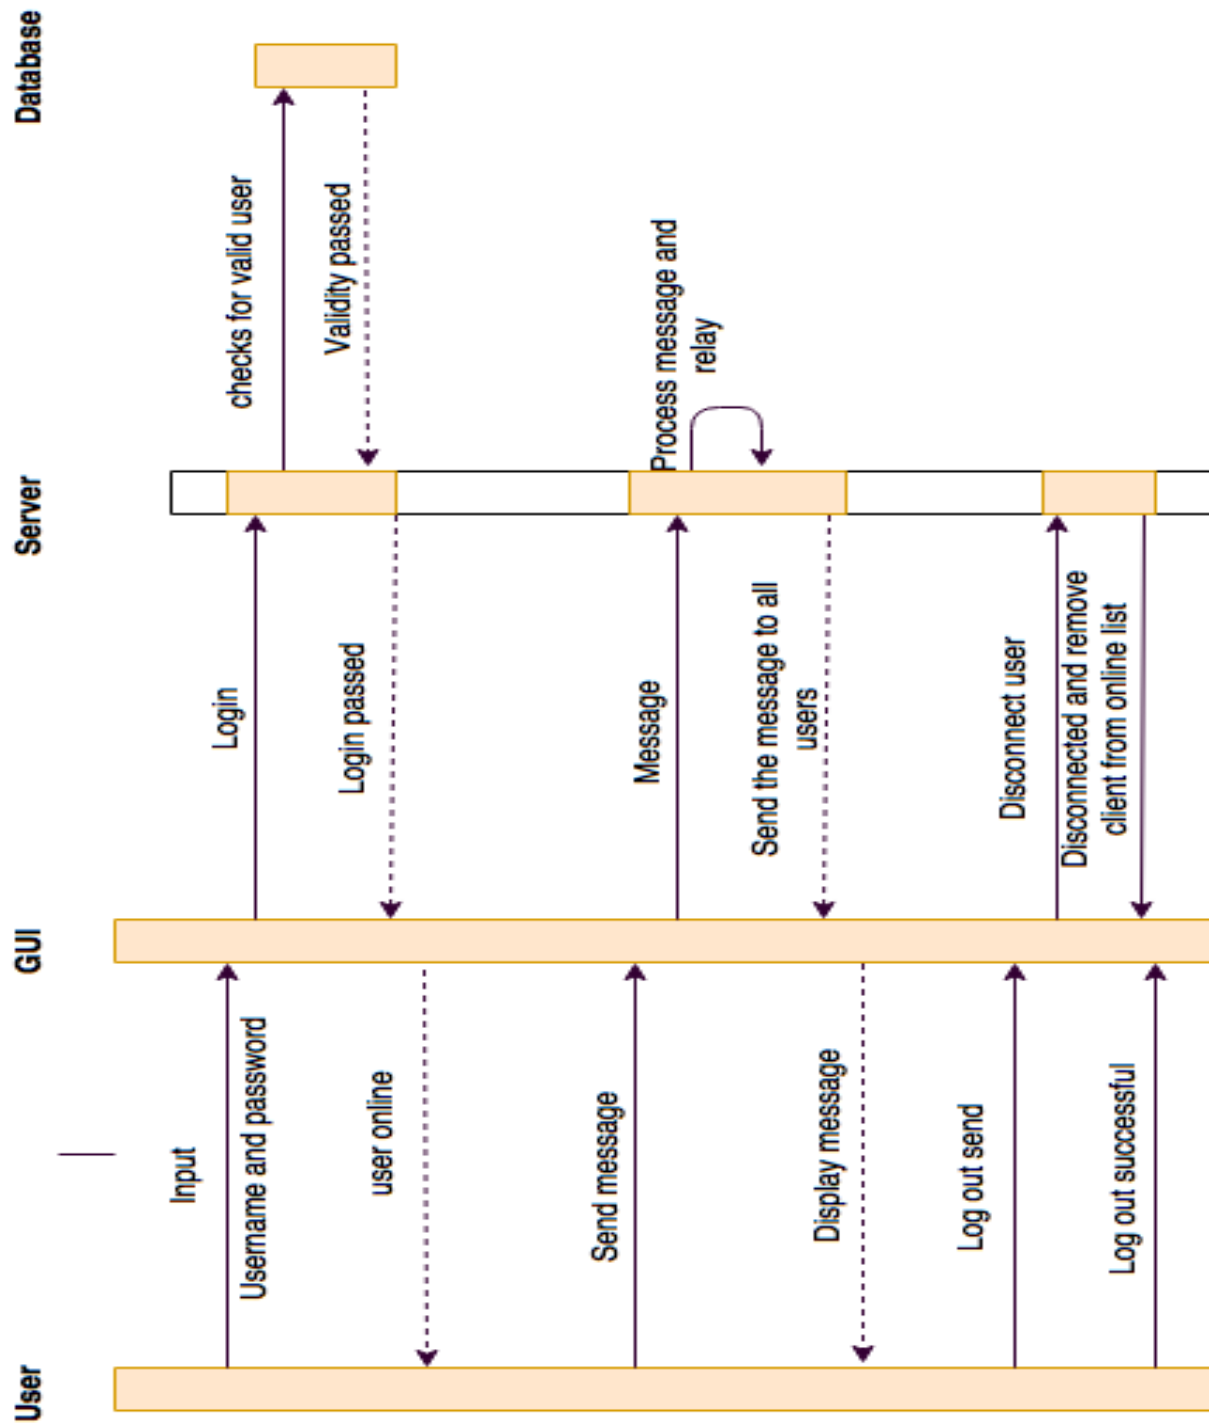 User
GUI
Server
Database
Input
Username and password
Login
checks for valid user
Validity passed
Login passed
user online
Send message
Message
Process message and
relay
Send the message to all
users
Display message
Log out send
Disconnect user
Disconnected and remove
client from online list
Log out successful